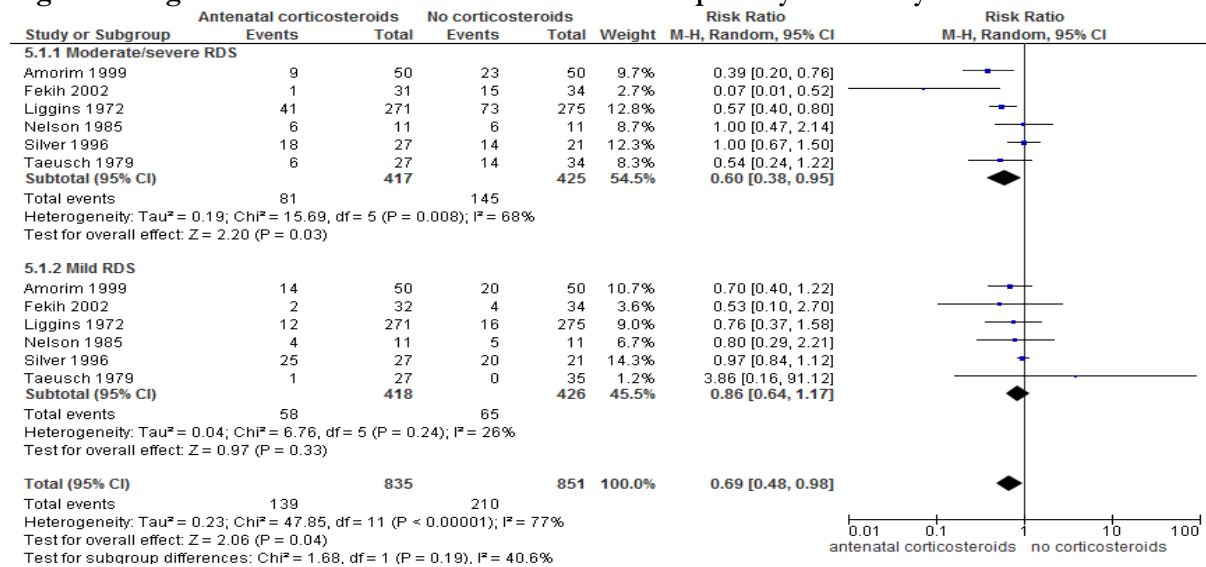 Antenatal corticosteroids No corticosteroids Risk Ratio Risk Ratio
Study or Subgroup Events Total Events Total Weight M-H, Random, 95% CI M-H, Random, 95% CI
5.1.1 Moderate/severe RDS
Amorim 1999 9 50 23 50 9.7% 0.39 [0.20, 0.76]
Fekih 2002 1 31 15 34 2.7% 0.07 [0.01, 0.52]
Liggins 1972 41 271 73 275 12.8% 0.57 [0.40, 0.80]
Nelson 1985 6 11 6 11 8.7% 1.00 [0.47, 2.14]
Silver 1996 18 27 14 21 12.3% 1.00 [0.67, 1.50]
Taeusch 1979 6 27 14 34 8.3% 0.54 [0.24, 1.22]
Subtotal (95% CI) 417 425 54.5% 0.60 [0.38, 0.95]
Total events 81 145
Heterogeneity: Tau² = 0.19; Chi² = 15.69, df = 5 (P = 0.008); I² = 68%
Test for overall effect: Z = 2.20 (P = 0.03)
5.1.2 Mild RDS
Amorim 1999 14 50 20 50 10.7% 0.70 [0.40, 1.22]
Fekih 2002 2 32 4 34 3.6% 0.53 [0.10, 2.70]
Liggins 1972 12 271 16 275 9.0% 0.76 [0.37, 1.58]
Nelson 1985 4 11 5 11 6.7% 0.80 [0.29, 2.21]
Silver 1996 25 27 20 21 14.3% 0.97 [0.84, 1.12]
Taeusch 1979 1 27 0 35 1.2% 3.86 [0.16, 91.12]
Subtotal (95% CI) 418 426 45.5% 0.86 [0.64, 1.17]
Total events 58 65
Heterogeneity: Tau² = 0.04; Chi² = 6.76, df = 5 (P = 0.24); I² = 26%
Test for overall effect: Z = 0.97 (P = 0.33)
Total (95% CI) 835 851 100.0% 0.69 [0.48, 0.98]
Total events 139 210
Heterogeneity: Tau² = 0.23; Chi² = 47.85, df = 11 (P < 0.00001); I² = 77%
Test for overall effect: Z = 2.06 (P = 0.04)
Test for subgroup differences: Chi² = 1.68, df = 1 (P = 0.19), I² = 40.6%
0.01 0.1 1 10 100
antenatal corticosteroids no corticosteroids